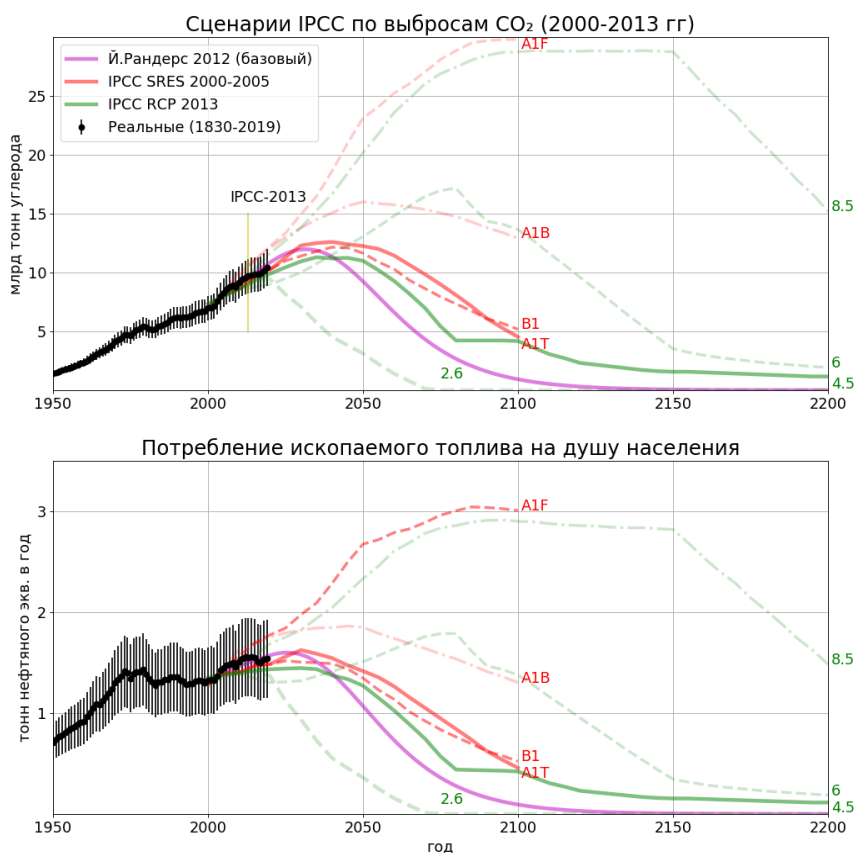 Сценарии IPCC по выбросам CO₂ (2000-2013 гг)
млрд тонн углерода
25
20
15
10
5
Й.Рандерс 2012 (базовый)
IPCC SRES 2000-2005
IPCC RCP 2013
Реальные (1830-2019)
IPCC-2013
A1F
8.5
A1B
B1
A1T
6
2.6
4.5
1950
2000
2050
2100
2150
2200
Потребление ископаемого топлива на душу населения
тонн нефтяного экв. в год
3
2
1
A1F
8.5
A1B
B1
A1T
6
2.6
4.5
1950
2000
2050
2100
2150
2200
год